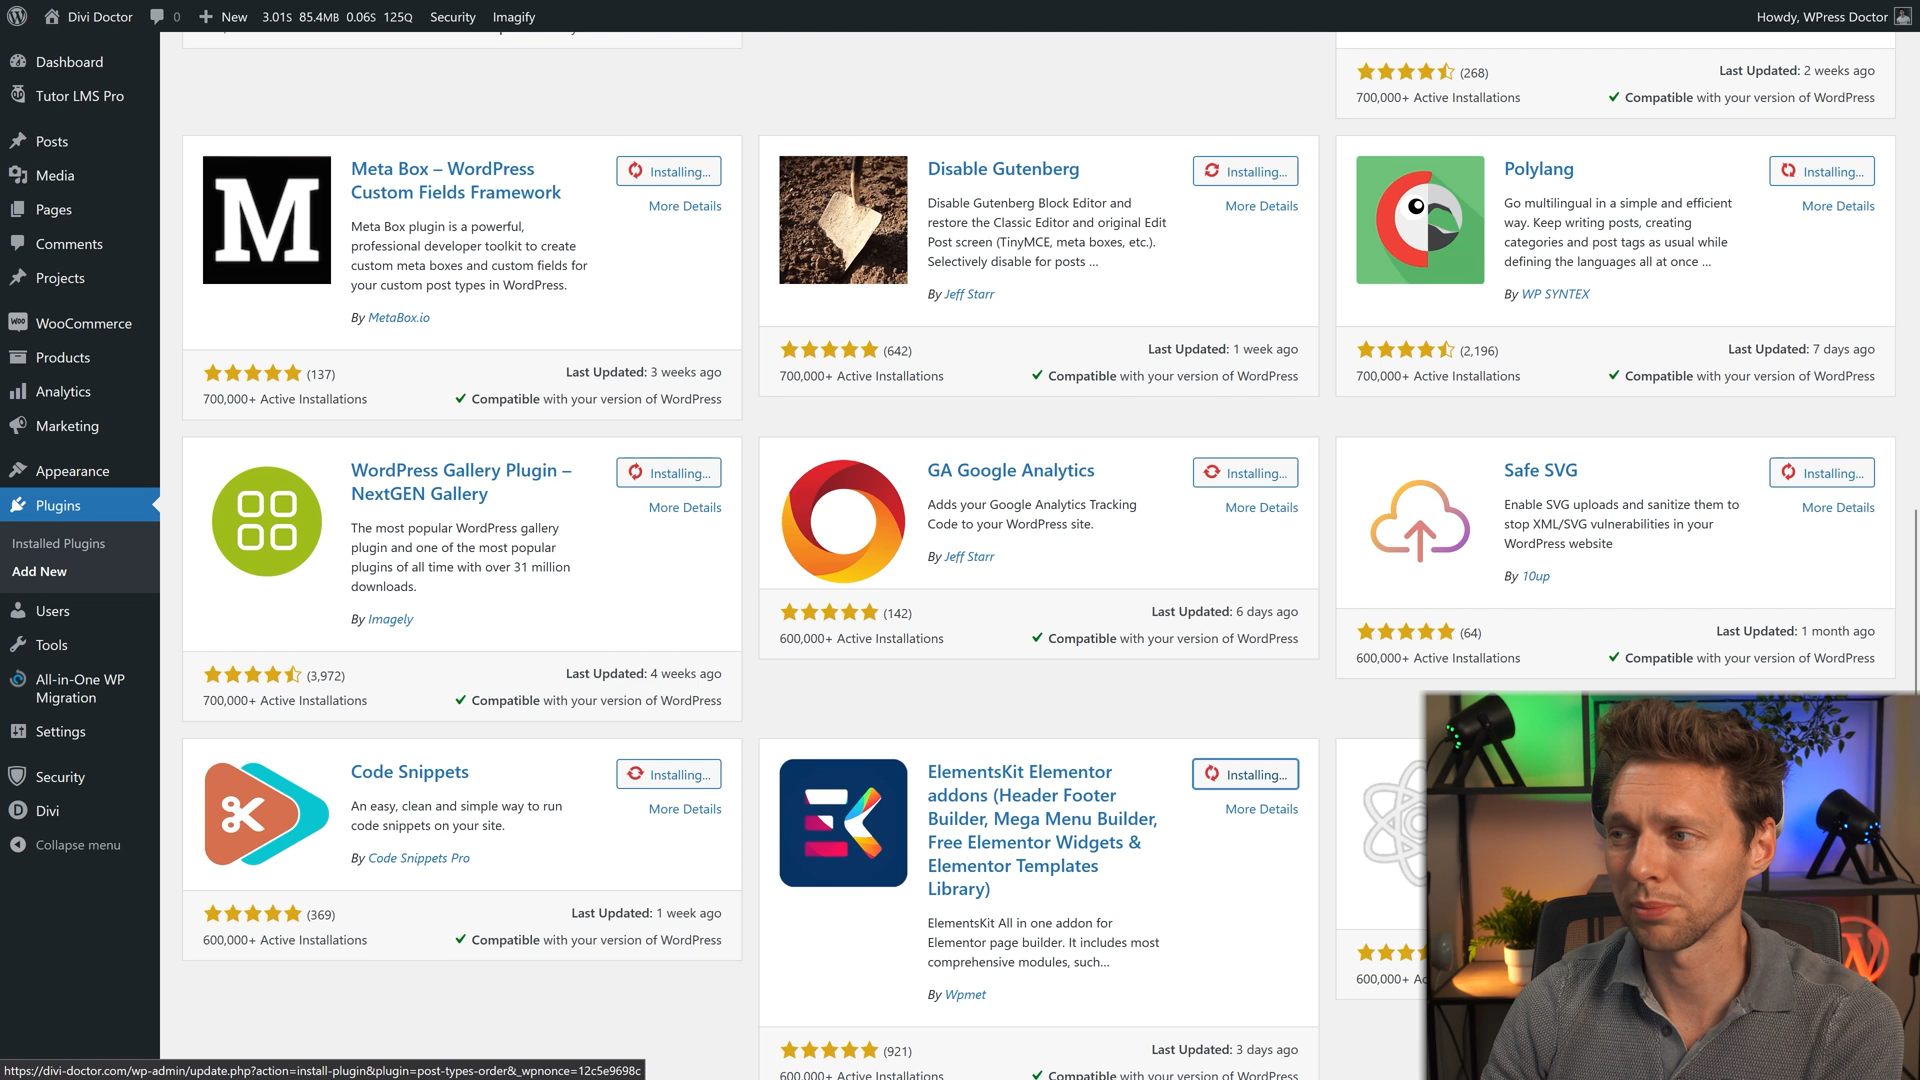 Divi Doctor
0
New
3.01S 85.4MB 0.06S 125Q
Security
Imagify
Howdy, WPress Doctor
Dashboard
Tutor LMS Pro
Posts
Media
Pages
Comments
Projects
WooCommerce
Products
Analytics
Marketing
Appearance
Plugins
Installed Plugins
Add New
Users
Tools
All-in-One WP
Migration
Settings
Security
Divi
Collapse menu
(268)
Last Updated: 2 weeks ago
700,000+ Active Installations
Compatible with your version of WordPress
M
Meta Box – WordPress
Custom Fields Framework
Installing...
More Details
Meta Box plugin is a powerful,
professional developer toolkit to create
custom meta boxes and custom fields for
your custom post types in WordPress.
By MetaBox.io
(137)
Last Updated: 3 weeks ago
700,000+ Active Installations
Compatible with your version of WordPress
Disable Gutenberg
Installing...
More Details
Disable Gutenberg Block Editor and
restore the Classic Editor and original Edit
Post screen (TinyMCE, meta boxes, etc.).
Selectively disable for posts ...
By Jeff Starr
(642)
Last Updated: 1 week ago
700,000+ Active Installations
Compatible with your version of WordPress
Polylang
Installing...
More Details
Go multilingual in a simple and efficient
way. Keep writing posts, creating
categories and post tags as usual while
defining the languages all at once ...
By WP SYNTEX
(2,196)
Last Updated: 7 days ago
700,000+ Active Installations
Compatible with your version of WordPress
WordPress Gallery Plugin –
NextGEN Gallery
Installing...
More Details
The most popular WordPress gallery
plugin and one of the most popular
plugins of all time with over 31 million
downloads.
By Imagely
(3,972)
Last Updated: 4 weeks ago
700,000+ Active Installations
Compatible with your version of WordPress
GA Google Analytics
Installing...
More Details
Adds your Google Analytics Tracking
Code to your WordPress site.
By Jeff Starr
(142)
Last Updated: 6 days ago
600,000+ Active Installations
Compatible with your version of WordPress
Safe SVG
Installing...
More Details
Enable SVG uploads and sanitize them to
stop XML/SVG vulnerabilities in your
WordPress website
By 10up
(64)
Last Updated: 1 month ago
600,000+ Active Installations
Compatible with your version of WordPress
Code Snippets
Installing...
More Details
An easy, clean and simple way to run
code snippets on your site.
By Code Snippets Pro
(369)
Last Updated: 1 week ago
600,000+ Active Installations
Compatible with your version of WordPress
ElementsKit Elementor
addons (Header Footer
Builder, Mega Menu Builder,
Free Elementor Widgets &
Elementor Templates
Library)
Installing...
More Details
ElementsKit All in one addon for
Elementor page builder. It includes most
comprehensive modules, such...
By Wpmet
(921)
Last Updated: 3 days ago
600,000+ Active Installations
Compatible with your version of WordPress
600,000+
https://divi-doctor.com/wp-admin/update.php?action=install-plugin&plugin=post-types-order&_wpnonce=12c5e9698c